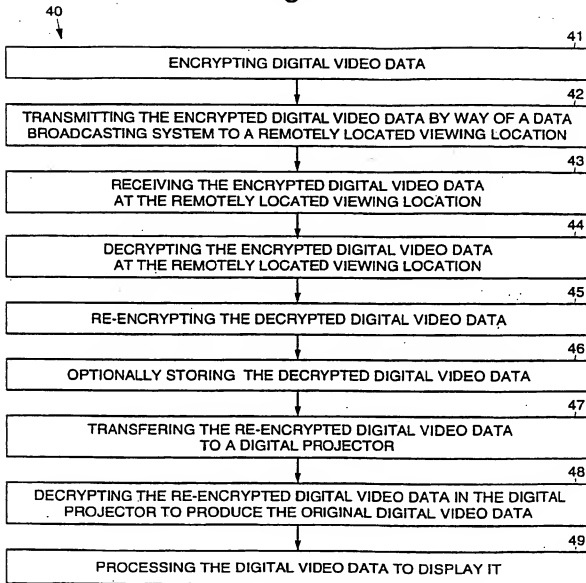 40
41
ENCRYPTING DIGITAL VIDEO DATA
42
TRANSMITTING THE ENCRYPTED DIGITAL VIDEO DATA BY WAY OF A DATA
BROADCASTING SYSTEM TO A REMOTELY LOCATED VIEWING LOCATION
43
RECEIVING THE ENCRYPTED DIGITAL VIDEO DATA
AT THE REMOTELY LOCATED VIEWING LOCATION
44
DECRYPTING THE ENCRYPTED DIGITAL VIDEO DATA
AT THE REMOTELY LOCATED VIEWING LOCATION
45
RE-ENCRYPTING THE DECRYPTED DIGITAL VIDEO DATA
46
OPTIONALLY STORING THE DECRYPTED DIGITAL VIDEO DATA
47
TRANSFERING THE RE-ENCRYPTED DIGITAL VIDEO DATA
TO A DIGITAL PROJECTOR
48
DECRYPTING THE RE-ENCRYPTED DIGITAL VIDEO DATA IN THE DIGITAL
PROJECTOR TO PRODUCE THE ORIGINAL DIGITAL VIDEO DATA
49
PROCESSING THE DIGITAL VIDEO DATA TO DISPLAY IT